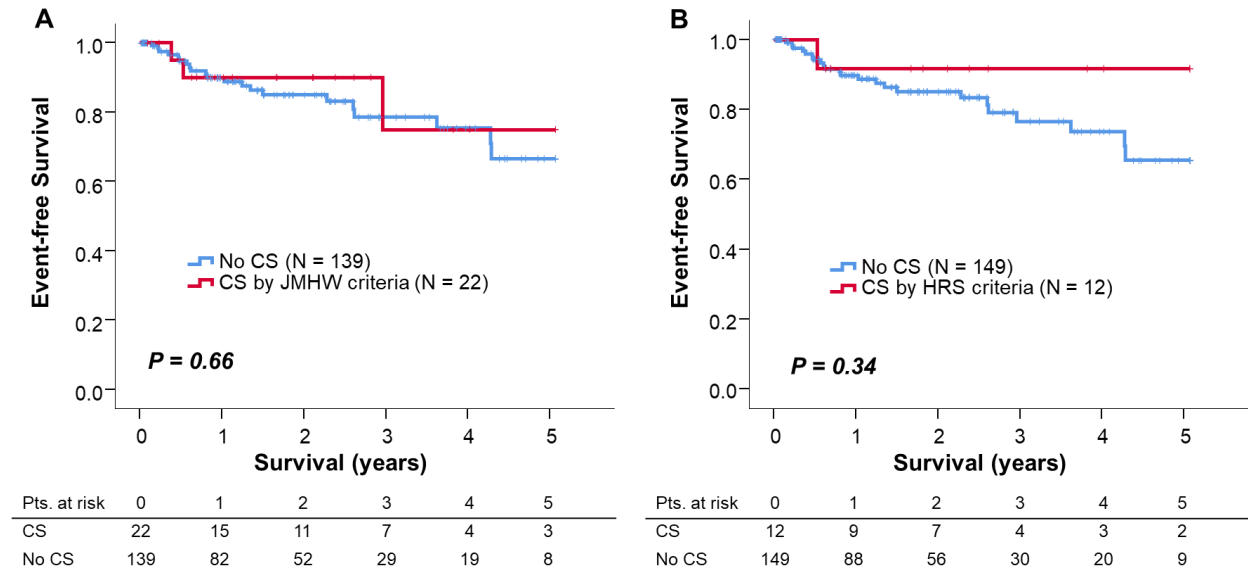 A
Event-free Survival
1.0
0.8
0.6
0.4
0.2
0.0
No CS (N = 139)
CS by JMHW criteria (N = 22)
P = 0.66
0 1 2 3 4 5
Survival (years)
Pts. at risk 0 1 2 3 4 5
CS 22 15 11 7 4 3
No CS 139 82 52 29 19 8
B
Event-free Survival
1.0
0.8
0.6
0.4
0.2
0.0
No CS (N = 149)
CS by HRS criteria (N = 12)
P = 0.34
0 1 2 3 4 5
Survival (years)
Pts. at risk 0 1 2 3 4 5
CS 12 9 7 4 3 2
No CS 149 88 56 30 20 9